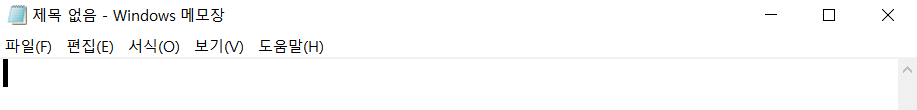 제목 없음 - Windows 메모장
파일(F) 편집(E) 서식(O) 보기(V) 도움말(H)